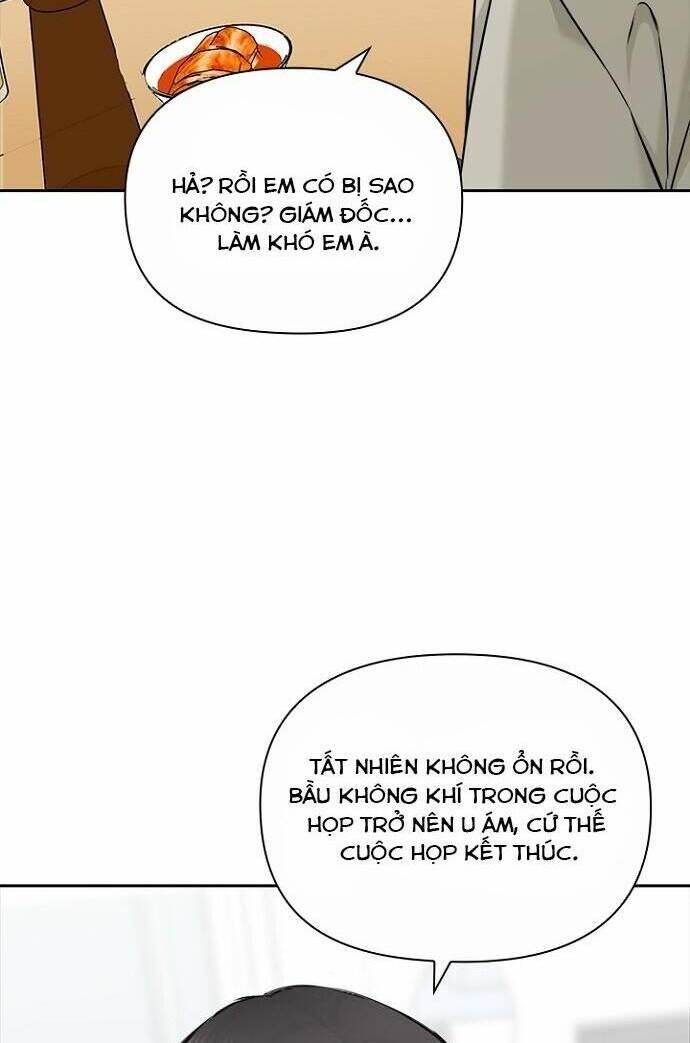 HẢ? RỒI EM CÓ BỊ SAO
KHÔNG? GIÁM ĐỐC...
LÀM KHÓ EM À.
TẤT NHIÊN KHÔNG ỔN RỒI.
BẦU KHÔNG KHÍ TRONG CUỘC
HỌP TRỞ NÊN U ÁM, CỨ THẾ
CUỘC HỌP KẾT THÚC.